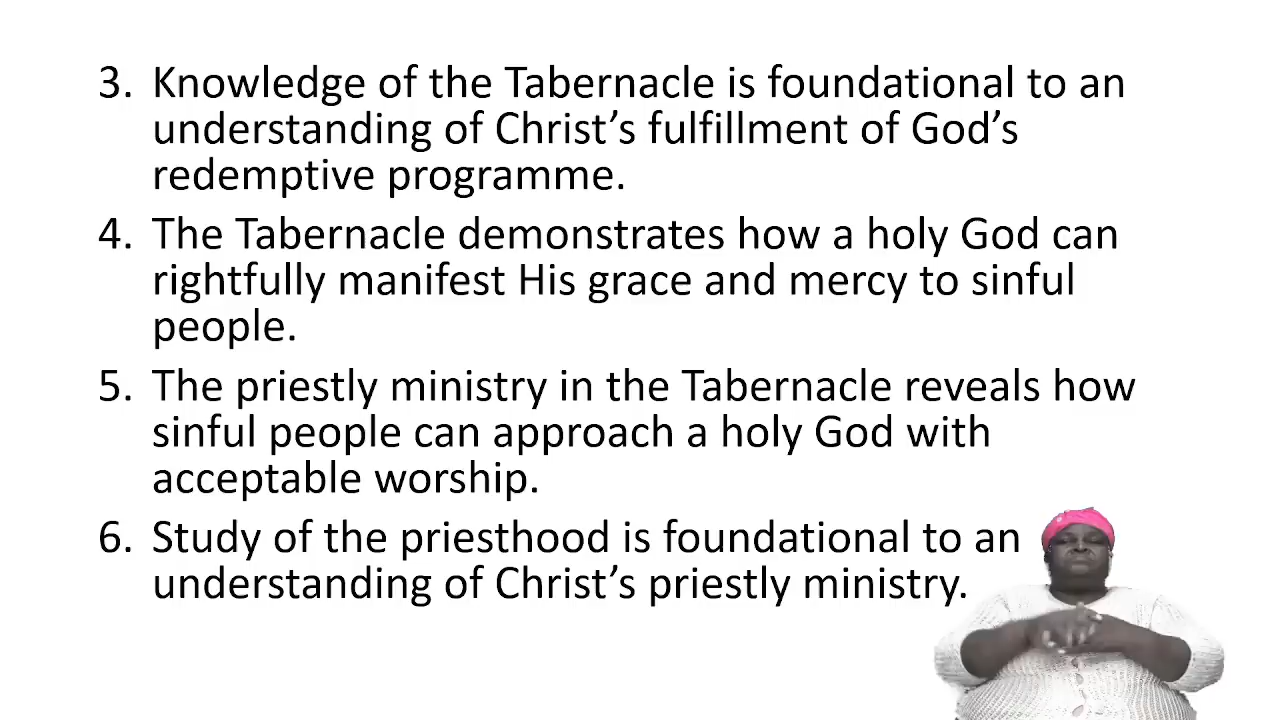 3. Knowledge of the Tabernacle is foundational to an
understanding of Christ’s fulfillment of God’s
redemptive programme.
4. The Tabernacle demonstrates how a holy God can
rightfully manifest His grace and mercy to sinful
people.
5. The priestly ministry in the Tabernacle reveals how
sinful people can approach a holy God with
acceptable worship.
6. Study of the priesthood is foundational to an
understanding of Christ’s priestly ministry.